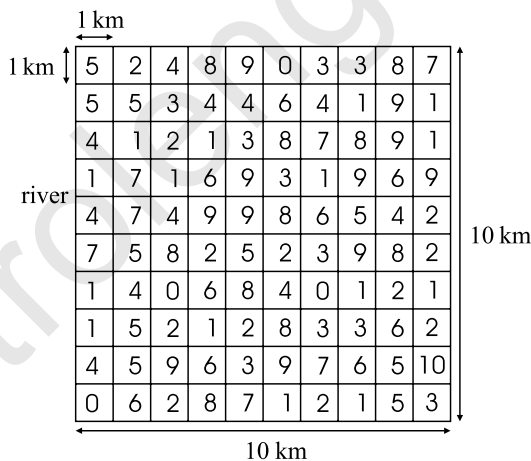 1 km
1 km
5 2 4 8 9 0 3 3 8 7
5 5 3 4 4 6 4 1 9 1
4 1 2 1 3 8 7 8 9 1
1 7 1 6 9 3 1 9 6 9
river
4 7 4 9 9 8 6 5 4 2
10 km
7 5 8 2 5 2 3 9 8 2
1 4 0 6 8 4 0 1 2 1
1 5 2 1 2 8 3 3 6 2
4 5 9 6 3 9 7 6 5 10
0 6 2 8 7 1 2 1 5 3
10 km